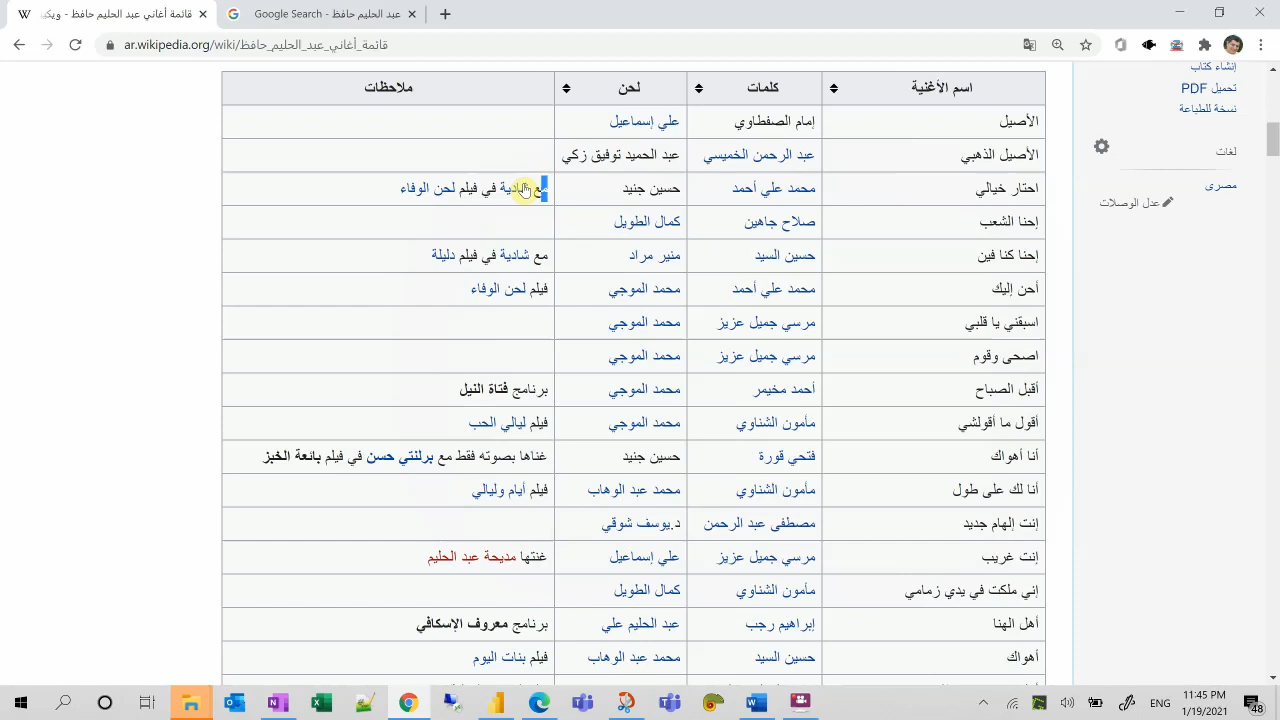 قائمة أغاني عبد الحليم حافظ - ويكيـ
عبد الحليم حافظ - Google Search
ar.wikipedia.org/wiki/قائمة_أغاني_عبد_الحليم_حافظ
إنشاء كتاب
تحميل PDF
نسخة للطباعة
لغات
مصرى
عدل الوصلات
اسم الأغنية كلمات لحن ملاحظات
الأصيل إمام الصفطاوي علي إسماعيل
الأصيل الذهبي عبد الرحمن الخميسي عبد الحميد توفيق زكي
احتار خيالي محمد علي أحمد حسين جنيد مع شادية في فيلم لحن الوفاء
إحنا الشعب صلاح جاهين كمال الطويل
إحنا كنا فين حسين السيد منير مراد مع شادية في فيلم دليلة
أحن إليك محمد علي أحمد محمد الموجي فيلم لحن الوفاء
اسبقني يا قلبي مرسي جميل عزيز محمد الموجي
اصحى وقوم مرسي جميل عزيز محمد الموجي
أقبل الصباح أحمد مخيمر محمد الموجي برنامج فتاة النيل
أقول ما أقولشي مأمون الشناوي محمد الموجي فيلم ليالي الحب
أنا أهواك فتحي قورة حسين جنيد غناها بصوته فقط مع برلنتي حسن في فيلم بائعة الخبز
أنا لك على طول مأمون الشناوي محمد عبد الوهاب فيلم أيام وليالي
إنت إلهام جديد مصطفى عبد الرحمن د.يوسف شوقي
إنت غريب مرسي جميل عزيز علي إسماعيل غنتها مديحة عبد الحليم
إني ملكت في يدي زمامي مأمون الشناوي كمال الطويل
أهل الهنا إبراهيم رجب عبد الحليم علي برنامج معروف الإسكافي
أهواك حسين السيد محمد عبد الوهاب فيلم بنات اليوم
11:45 PM
1/19/2021
48